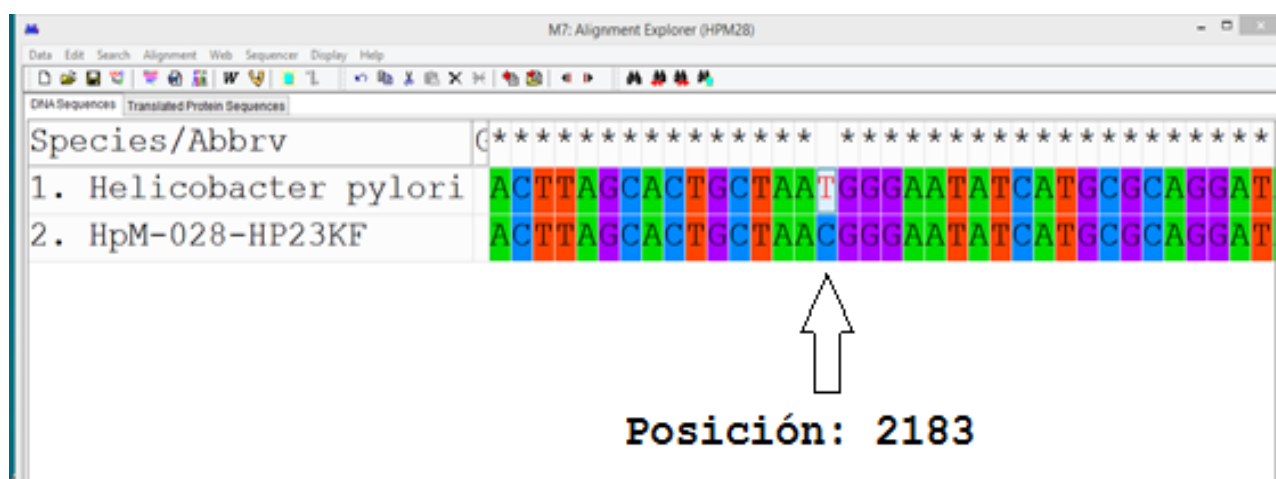 M7: Alignment Explorer (HPM28)
Data Edit Search Alignment Web Sequencer Display Help
W
DNA Sequences Translated Protein Sequences
Species/Abbrv G * * * * * * * * * * * * * * * * * * * * * * * * * * * * * * * * * * *
1. Helicobacter pylori ACTTAGCACTGCTAATGGGAATATCATGCGCAGGAT
2. HpM-028-HP23KF ACTTAGCACTGCTAACGGGAATATCATGCGCAGGAT
Posición: 2183